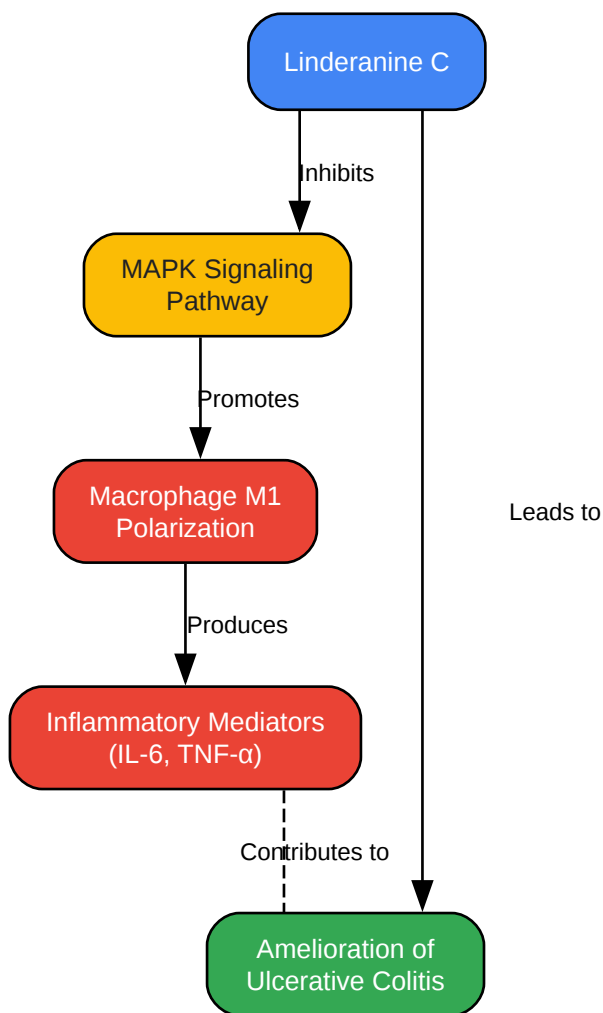 Linderanine C
Inhibits
MAPK Signaling
Pathway
Promotes
Macrophage M1
Polarization
Leads to
Produces
Inflammatory Mediators
(IL-6, TNF-α)
Contributes to
Amelioration of
Ulcerative Colitis